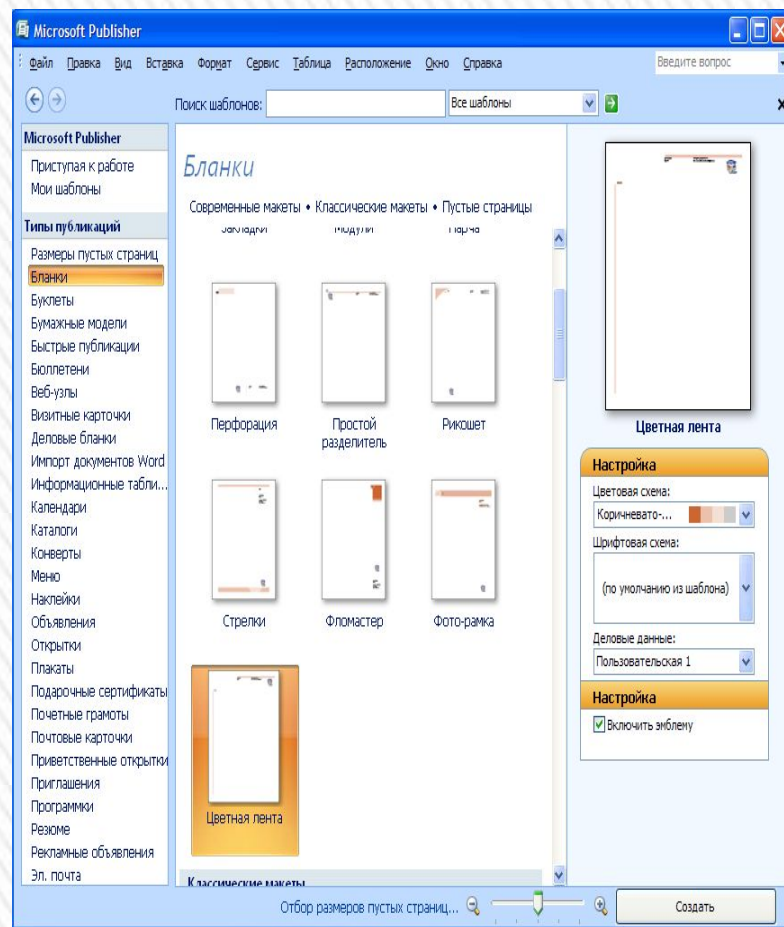 Microsoft Publisher
Файл Правка Вид Вставка Формат Сервис Таблица Расположение Окно Справка
Введите вопрос
Поиск шаблонов:
Все шаблоны
Microsoft Publisher
Приступая к работе
Мои шаблоны
Типы публикаций
Размеры пустых страниц
Бланки
Буклеты
Бумажные модели
Быстрые публикации
Бюллетени
Веб-узлы
Визитные карточки
Деловые бланки
Импорт документов Word
Информационные табли...
Календари
Каталоги
Конверты
Меню
Наклейки
Объявления
Открытки
Плакаты
Подарочные сертификаты
Почетные грамоты
Почтовые карточки
Приветственные открытки
Приглашения
Программки
Резюме
Рекламные объявления
Эл. почта
Бланки
Современные макеты • Классические макеты • Пустые страницы
Закладки Модули Парча
Перфорация
Простой
разделитель
Рикошет
Стрелки
Фломастер
Фото-рамка
Цветная лента
Классические макеты
Цветная лента
Настройка
Цветовая схема:
Коричневато-...
Шрифтовая схема:
(по умолчанию из шаблона)
Деловые данные:
Пользовательская 1
Настройка
Включить эмблему
Отбор размеров пустых страниц...
Создать